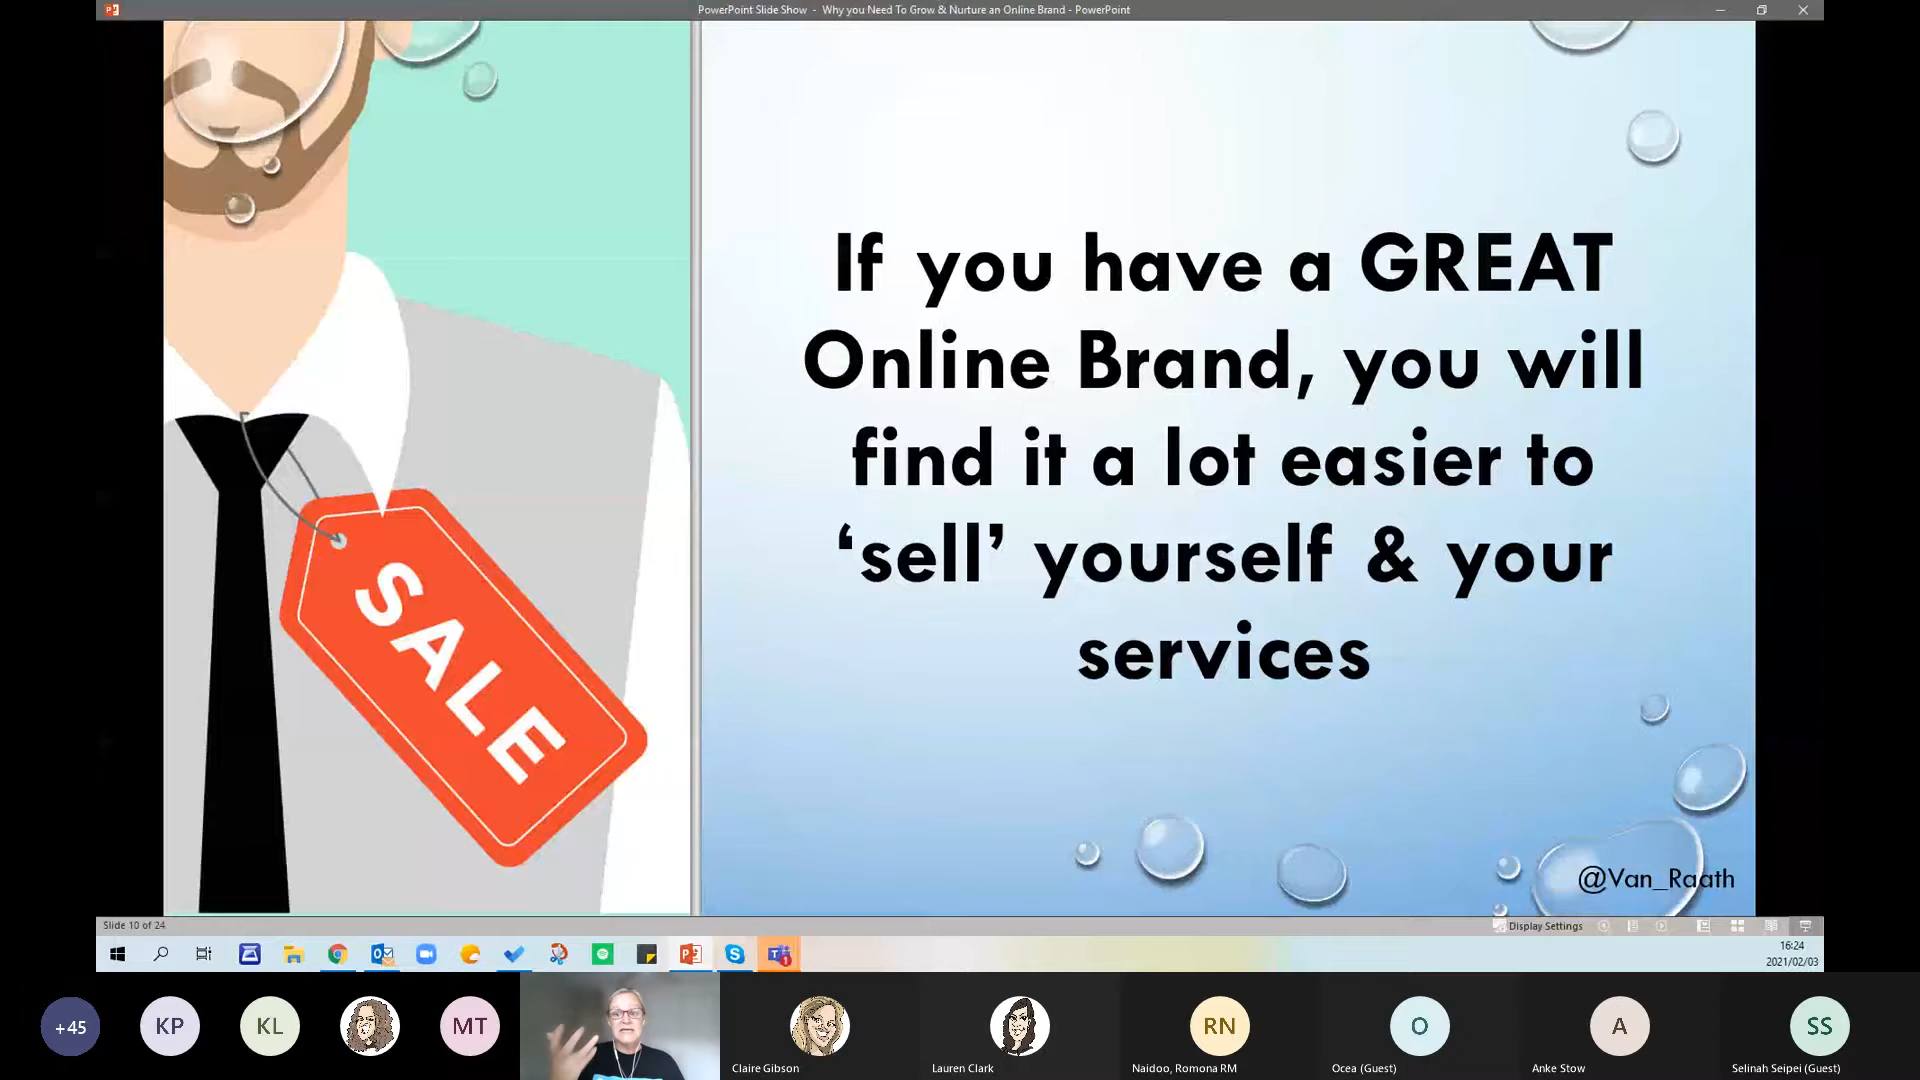 PowerPoint Slide Show - Why you Need To Grow & Nurture an Online Brand - PowerPoint
If you have a GREAT
Online Brand, you will
find it a lot easier to
‘sell’ yourself & your
services
SALE
@Van_Raath
Slide 10 of 24
Display Settings
16:24
2021/02/03
+45
KP
KL
MT
RN
O
A
SS
Claire Gibson
Lauren Clark
Naidoo, Romona RM
Ocea (Guest)
Anke Stow
Selinah Seipei (Guest)